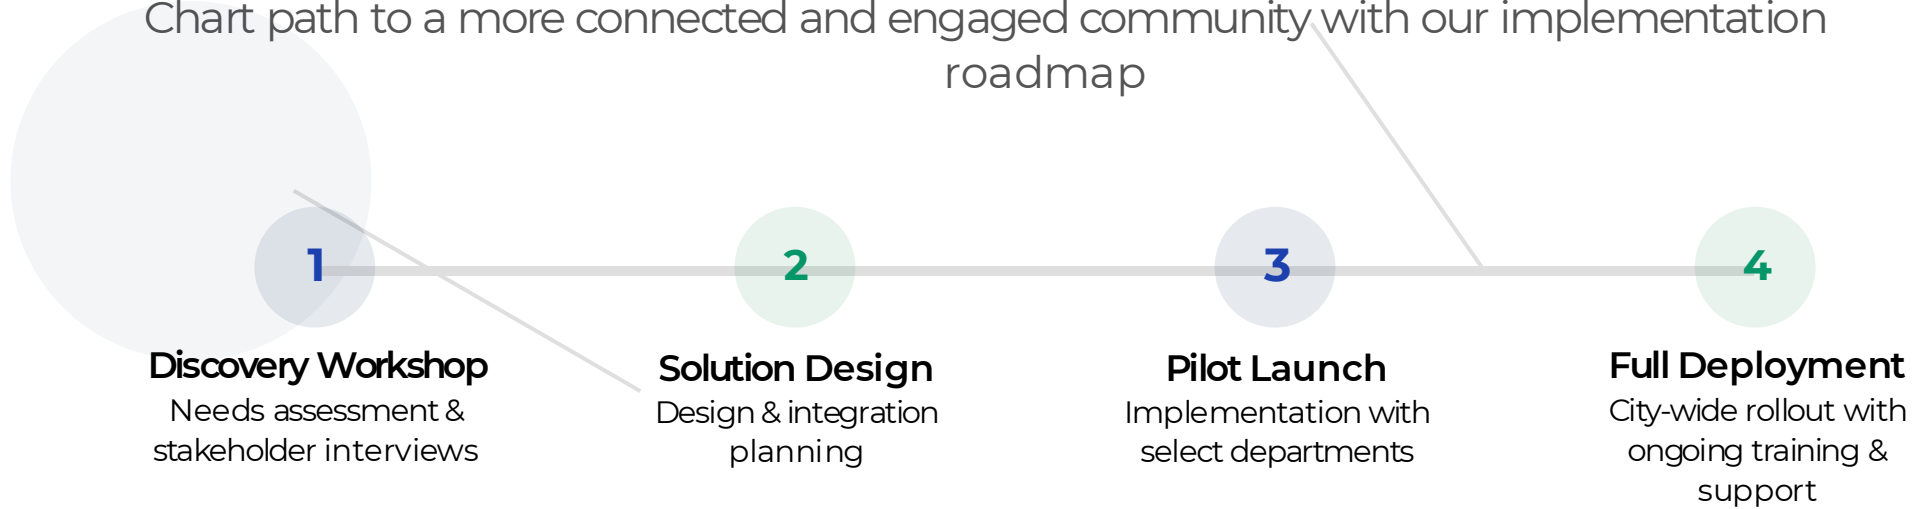 Chart path to a more connected and engaged community with our implementation
roadmap
1
2
3
4
Discovery Workshop
Needs assessment &
stakeholder interviews
Solution Design
Design & integration
planning
Pilot Launch
Implementation with
select departments
Full Deployment
City-wide rollout with
ongoing training &
support